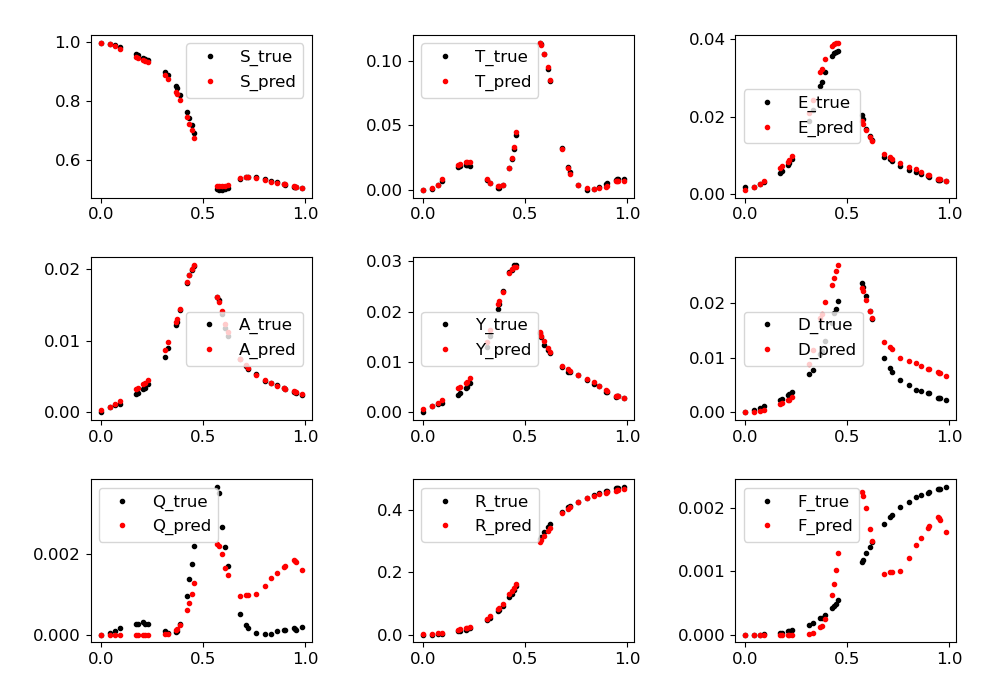 S_true
S_pred
1.0
0.8
0.6
0.0 0.5 1.0
T_true
T_pred
0.10
0.05
0.00
0.0 0.5 1.0
E_true
E_pred
0.04
0.02
0.00
0.0 0.5 1.0
A_true
A_pred
0.02
0.01
0.00
0.0 0.5 1.0
Y_true
Y_pred
0.03
0.02
0.01
0.00
0.0 0.5 1.0
D_true
D_pred
0.02
0.01
0.00
0.0 0.5 1.0
Q_true
Q_pred
0.002
0.000
0.0 0.5 1.0
R_true
R_pred
0.4
0.2
0.0
0.0 0.5 1.0
F_true
F_pred
0.002
0.001
0.000
0.0 0.5 1.0